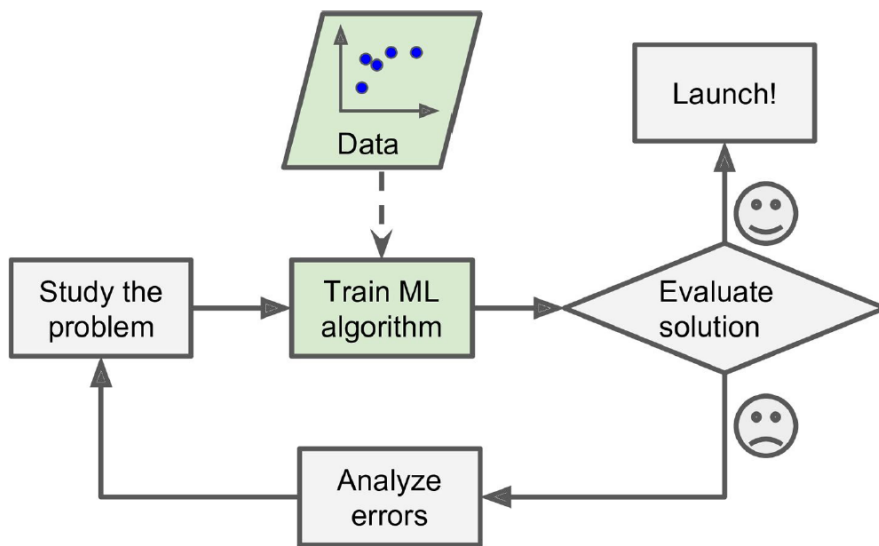 Data
Launch!
Study the
problem
Train ML
algorithm
Evaluate
solution
Analyze
errors